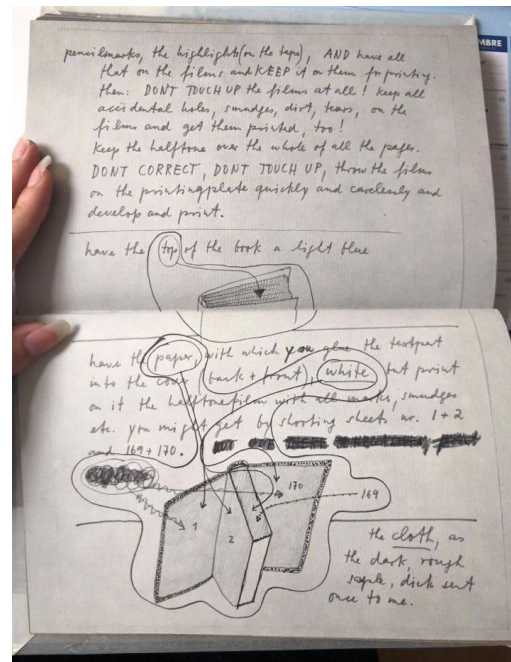 MBRE
pencilmarks, the highlights (on the tape), AND have all
that on the films and KEEP it on them for printing.
then: DONT TOUCH UP the films at all! keep all
accidental holes, smudges, dirt, tears, on the
films and get them printed, too!
Keep the halftone over the whole of all the pages.
DONT CORRECT, DONT TOUCH UP, throw the films
on the printingplate quickly and carelessly and
develop and print.
have the top of the book a light blue
have the paper with which you glue the textpart
into the cover (back + front), white but print
on it the halftonefilm with all marks, smudges
etc. you might get by shooting sheets nr. 1 + 2
and 169 + 170.
170
169
1
2
the cloth, as
the dark, rough
dick sent
once to me.